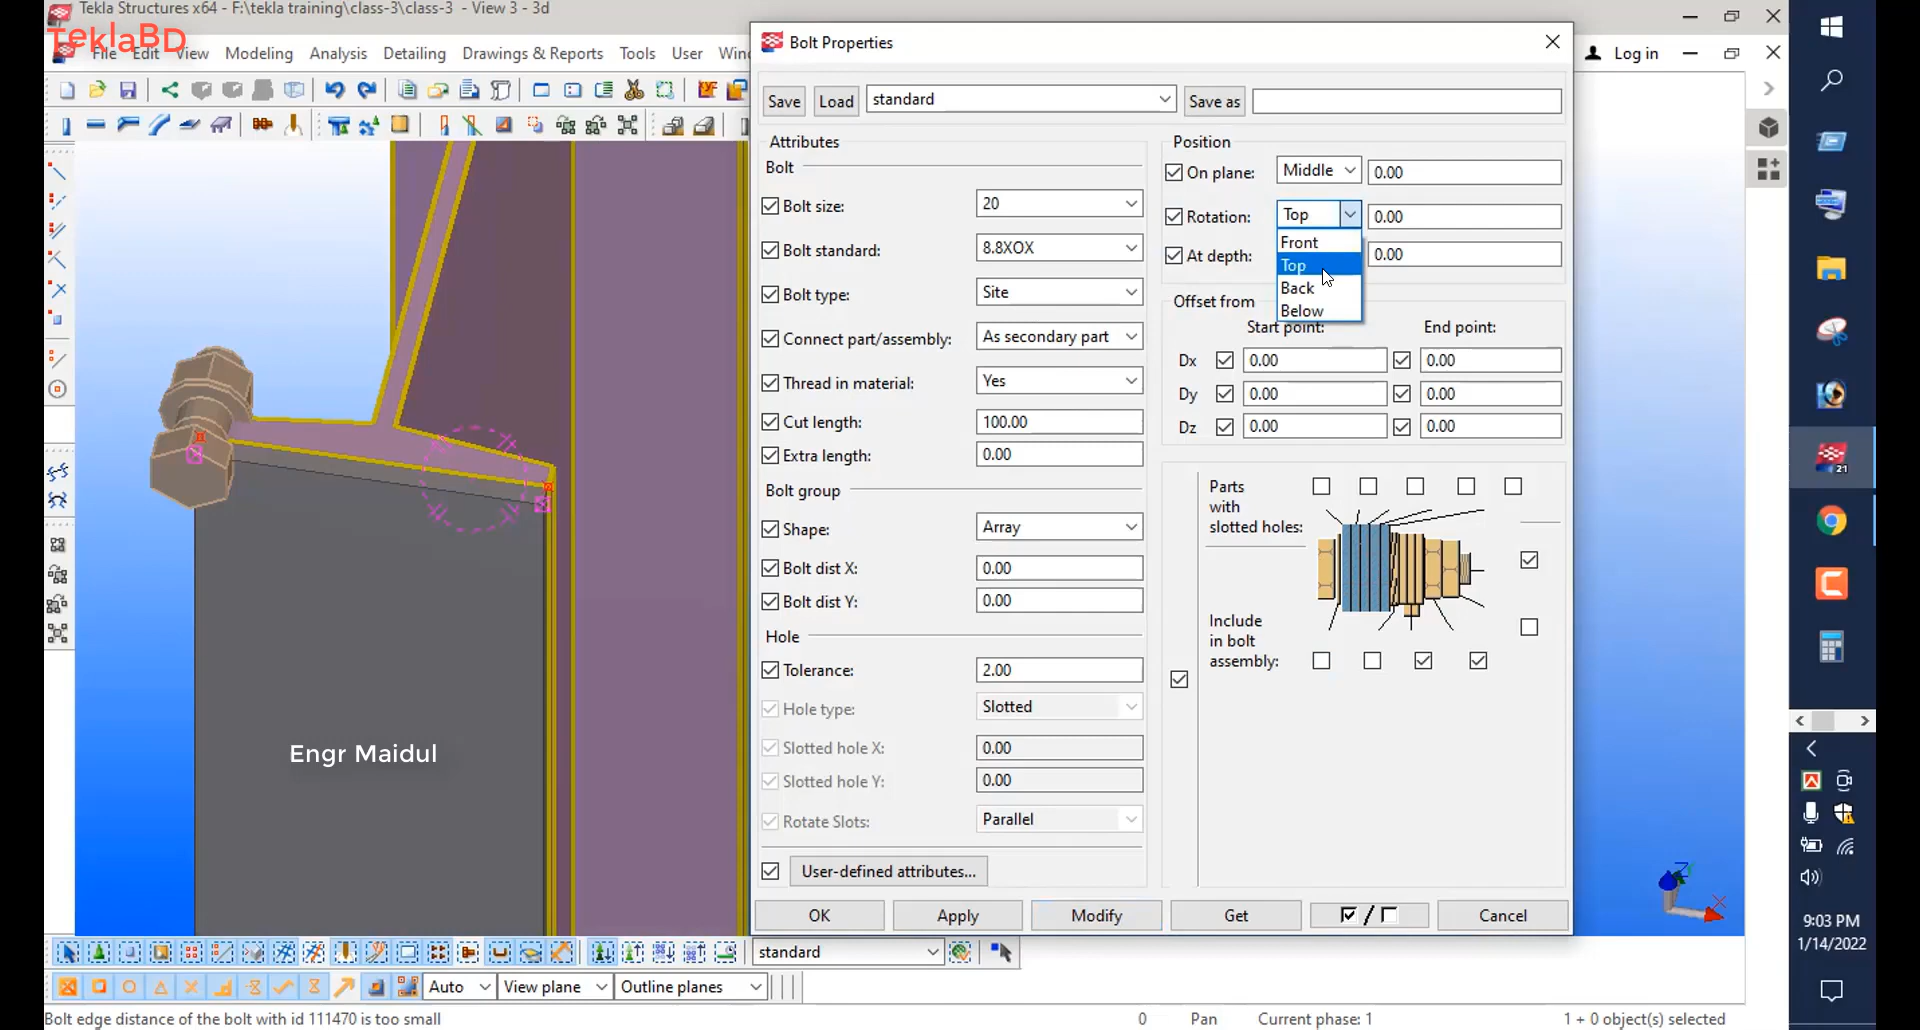 Tekla Structures x64 - F:\tekla training\class-3\class-3 - View 3 - 3d
TeklaBD
File Edit View Modeling Analysis Detailing Drawings & Reports Tools User
Log in
Bolt Properties
Save Load standard Save as
Attributes
Bolt
Bolt size: 20
Bolt standard: 8.8XOX
Bolt type: Site
Connect part/assembly: As secondary part
Thread in material: Yes
Cut length: 100.00
Extra length: 0.00
Bolt group
Shape: Array
Bolt dist X: 0.00
Bolt dist Y: 0.00
Hole
Tolerance: 2.00
Hole type: Slotted
Slotted hole X: 0.00
Slotted hole Y: 0.00
Rotate Slots: Parallel
User-defined attributes...
Position
On plane: Middle 0.00
Rotation: Top 0.00
Front
Top
Back
Below
At depth: 0.00
Offset from
Start point: End point:
Dx 0.00 0.00
Dy 0.00 0.00
Dz 0.00 0.00
Parts
with
slotted holes:
Include
in bolt
assembly:
OK Apply Modify Get / Cancel
Engr Maidul
standard
Auto View plane Outline planes
Bolt edge distance of the bolt with id 111470 is too small
0 Pan Current phase: 1 1 + 0 object(s) selected
21
9:03 PM
1/14/2022